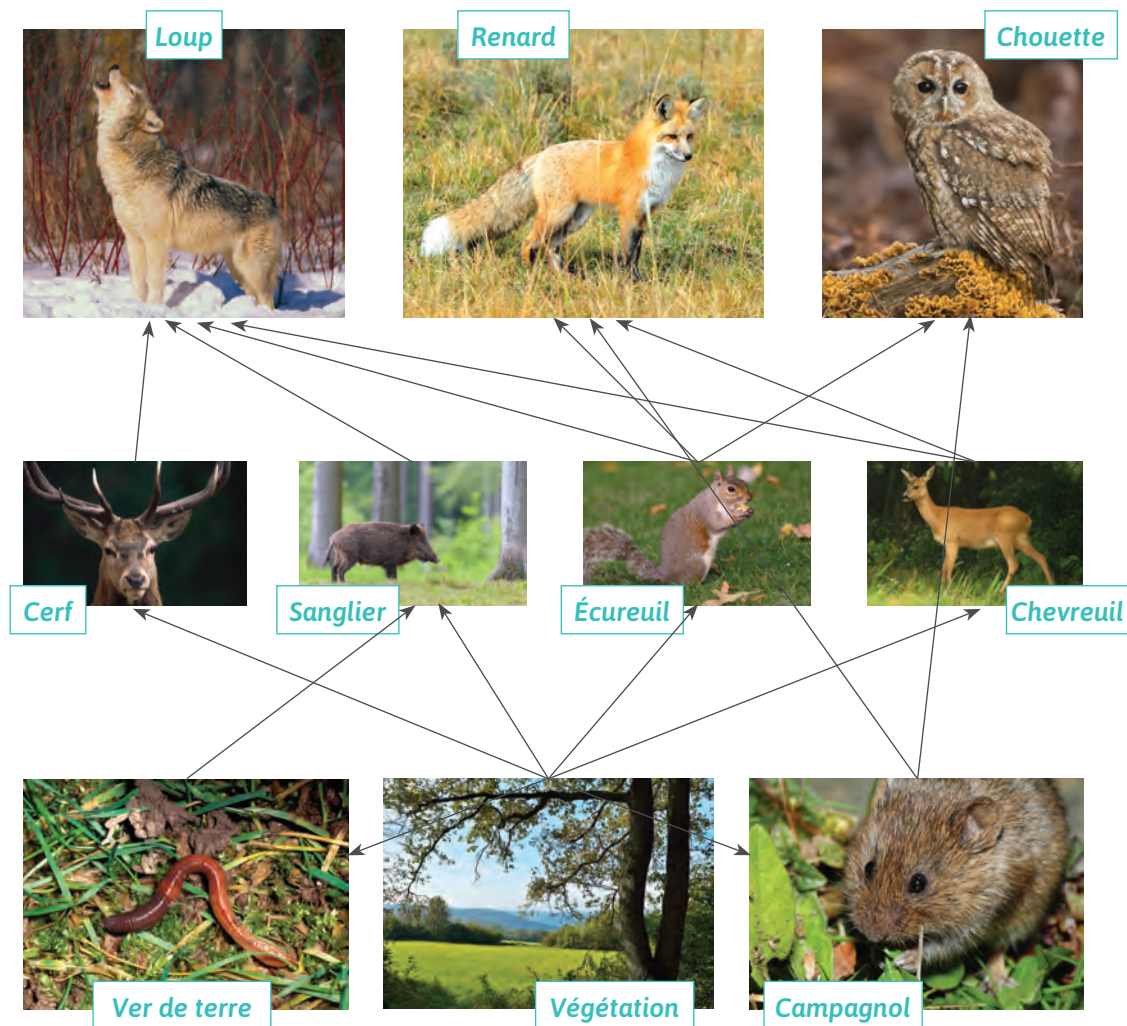 Loup
Renard
Chouette
Cerf
Sanglier
Écureuil
Chevreuil
Ver de terre
Végétation
Campagnol